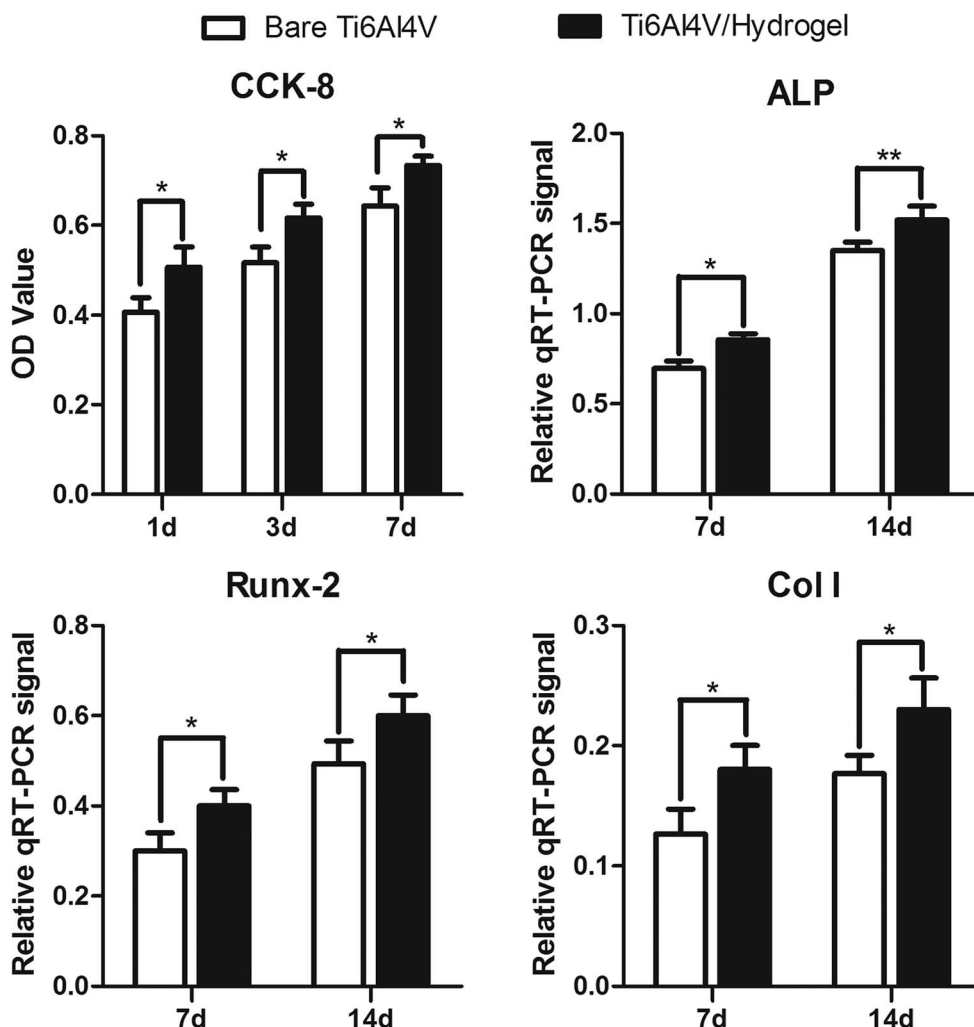 Bare Ti6Al4V
Ti6Al4V/Hydrogel
CCK-8
OD Value
0.8
0.6
0.4
0.2
0.0
*
*
*
1d
3d
7d
ALP
Relative qRT-PCR signal
2.0
1.5
1.0
0.5
0.0
*
**
7d
14d
Runx-2
Relative qRT-PCR signal
0.8
0.6
0.4
0.2
0.0
*
*
7d
14d
Col I
Relative qRT-PCR signal
0.3
0.2
0.1
0.0
*
*
7d
14d